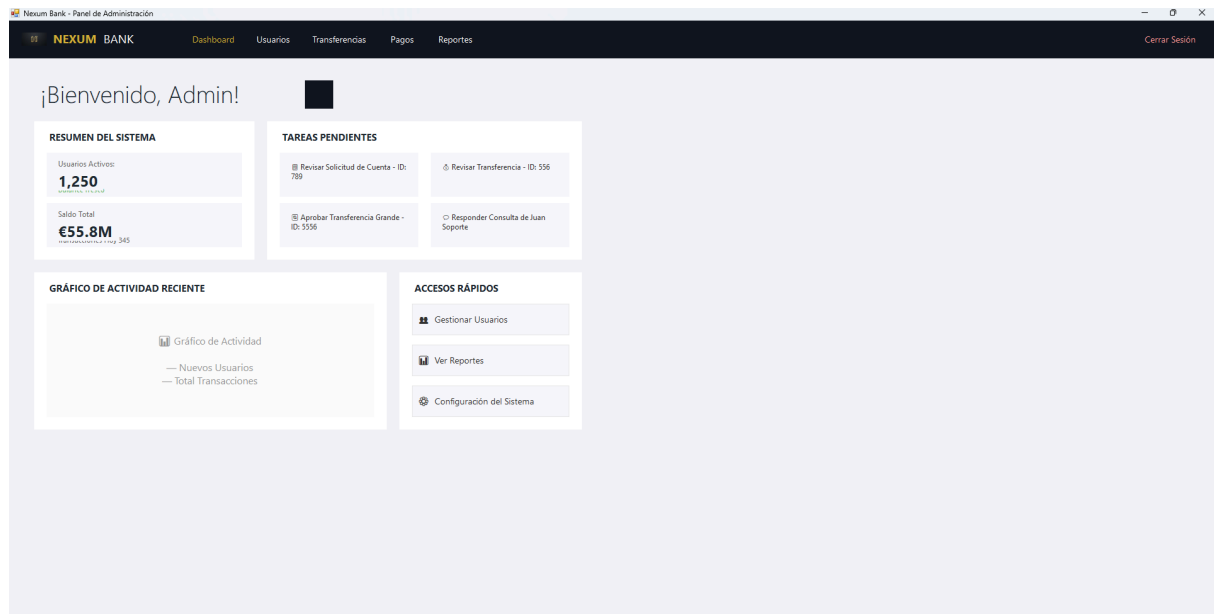 Nexum Bank - Panel de Administración
NEXUM BANK
Dashboard
Usuarios
Transferencias
Pagos
Reportes
Cerrar Sesión
¡Bienvenido, Admin!
RESUMEN DEL SISTEMA
Usuarios Activos:
1,250
Saldo Total
€55.8M
Transacciones Hoy 345
TAREAS PENDIENTES
Revisar Solicitud de Cuenta - ID:
789
Revisar Transferencia - ID: 556
Aprobar Transferencia Grande -
ID: 5556
Responder Consulta de Juan
Soporte
GRÁFICO DE ACTIVIDAD RECIENTE
Gráfico de Actividad
— Nuevos Usuarios
— Total Transacciones
ACCESOS RÁPIDOS
Gestionar Usuarios
Ver Reportes
Configuración del Sistema